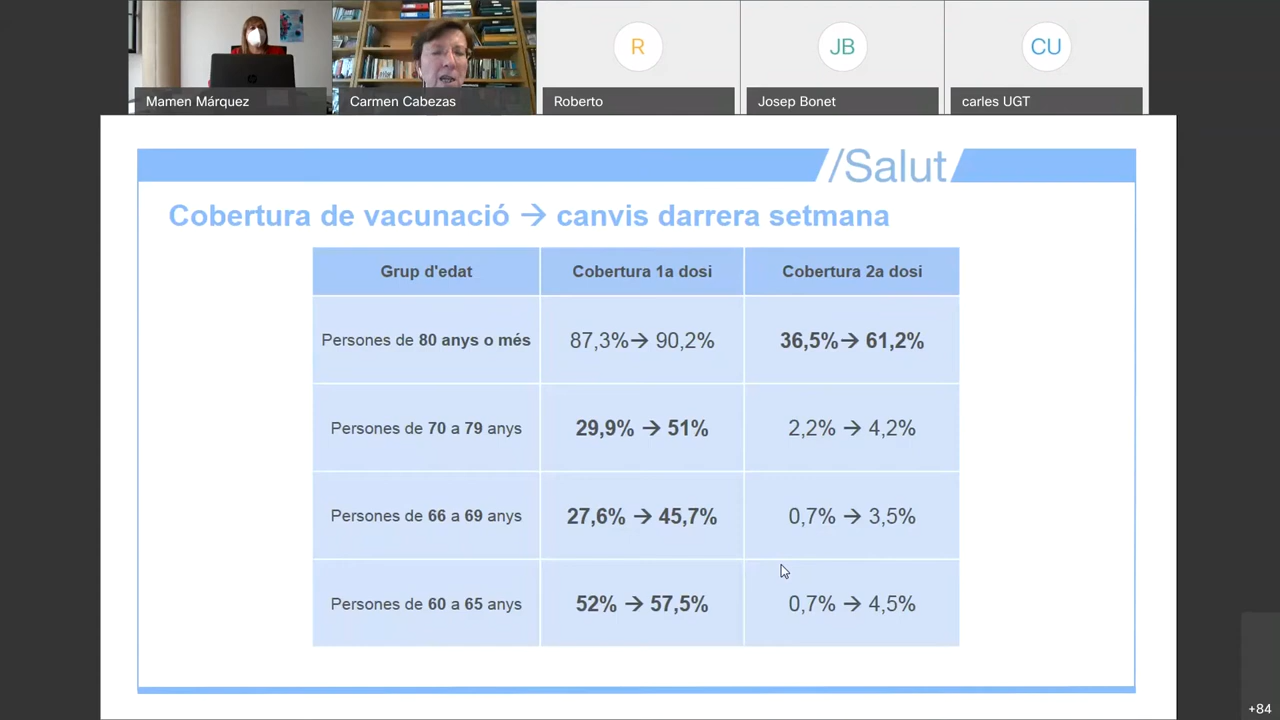 R
JB
CU
Mamen Márquez
Carmen Cabezas
Roberto
Josep Bonet
carles UGT
/Salut
Cobertura de vacunació → canvis darrera setmana
Grup d'edat
Cobertura 1a dosi
Cobertura 2a dosi
Persones de 80 anys o més
87,3%→ 90,2%
36,5%→ 61,2%
Persones de 70 a 79 anys
29,9% → 51%
2,2% → 4,2%
Persones de 66 a 69 anys
27,6% → 45,7%
0,7% → 3,5%
Persones de 60 a 65 anys
52% → 57,5%
0,7% → 4,5%
+84